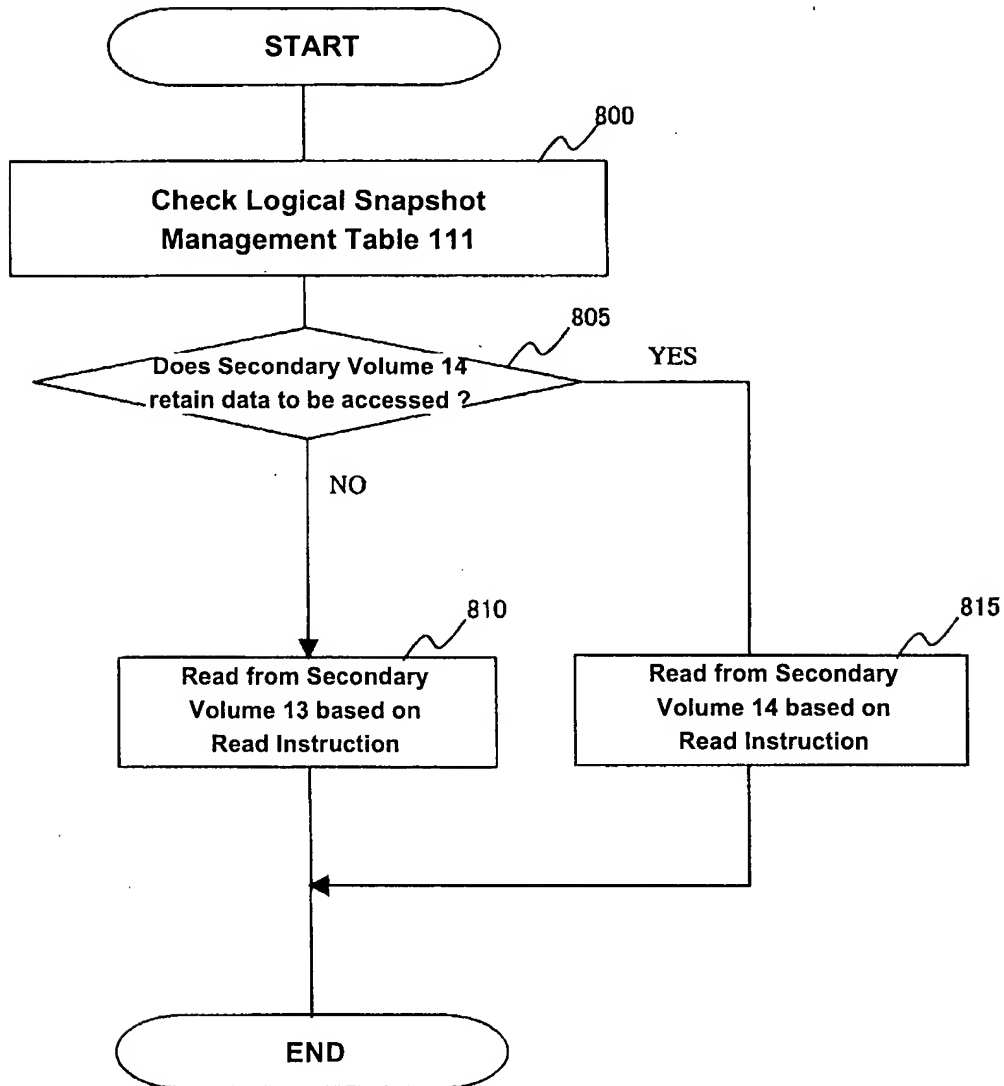 START
800
Check Logical Snapshot
Management Table 111
805
Does Secondary Volume 14
retain data to be accessed ?
YES
NO
810
Read from Secondary
Volume 13 based on
Read Instruction
815
Read from Secondary
Volume 14 based on
Read Instruction
END